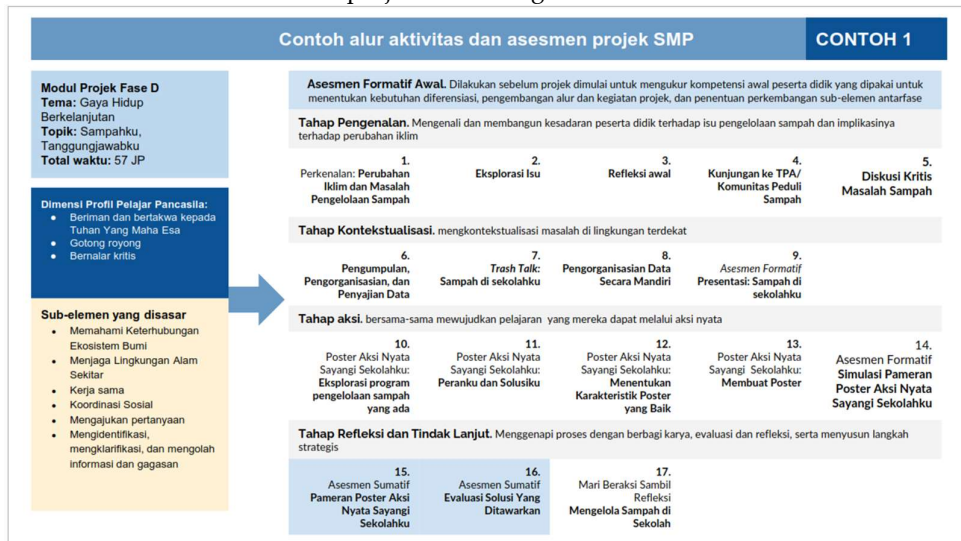 Contoh alur aktivitas dan asesmen projek SMP
CONTOH 1
Modul Projek Fase D
Tema: Gaya Hidup
Berkelanjutan
Topik: Sampahku,
Tanggungjawabku
Total waktu: 57 JP
Dimensi Profil Pelajar Pancasila:
● Beriman dan bertakwa kepada
Tuhan Yang Maha Esa
● Gotong royong
● Bernalar kritis
Sub-elemen yang disasar
● Memahami Keterhubungan
Ekosistem Bumi
● Menjaga Lingkungan Alam
Sekitar
● Kerja sama
● Koordinasi Sosial
● Mengajukan pertanyaan
● Mengidentifikasi,
mengklarifikasi, dan mengolah
informasi dan gagasan
Asesmen Formatif Awal. Dilakukan sebelum projek dimulai untuk mengukur kompetensi awal peserta didik yang dipakai untuk
menentukan kebutuhan diferensiasi, pengembangan alur dan kegiatan projek, dan penentuan perkembangan sub-elemen antarfase
Tahap Pengenalan. Mengenali dan membangun kesadaran peserta didik terhadap isu pengelolaan sampah dan implikasinya
terhadap perubahan iklim
1.
Perkenalan: Perubahan
Iklim dan Masalah
Pengelolaan Sampah
2.
Eksplorasi Isu
3.
Refleksi awal
4.
Kunjungan ke TPA/
Komunitas Peduli
Sampah
5.
Diskusi Kritis
Masalah Sampah
Tahap Kontekstualisasi. mengkontekstualisasi masalah di lingkungan terdekat
6.
Pengumpulan,
Pengorganisasian, dan
Penyajian Data
7.
Trash Talk:
Sampah di sekolahku
8.
Pengorganisasian Data
Secara Mandiri
9.
Asesmen Formatif
Presentasi: Sampah di
sekolahku
Tahap aksi. bersama-sama mewujudkan pelajaran yang mereka dapat melalui aksi nyata
10.
Poster Aksi Nyata
Sayangi Sekolahku:
Eksplorasi program
pengelolaan sampah
yang ada
11.
Poster Aksi Nyata
Sayangi Sekolahku:
Peranku dan Solusiku
12.
Poster Aksi Nyata
Sayangi Sekolahku:
Menentukan
Karakteristik Poster
yang Baik
13.
Poster Aksi Nyata
Sayangi Sekolahku:
Membuat Poster
14.
Asesmen Formatif
Simulasi Pameran
Poster Aksi Nyata
Sayangi Sekolahku
Tahap Refleksi dan Tindak Lanjut. Menggenapi proses dengan berbagi karya, evaluasi dan refleksi, serta menyusun langkah
strategis
15.
Asesmen Sumatif
Pameran Poster Aksi
Nyata Sayangi
Sekolahku
16.
Asesmen Sumatif
Evaluasi Solusi Yang
Ditawarkan
17.
Mari Beraksi Sambil
Refleksi
Mengelola Sampah di
Sekolah